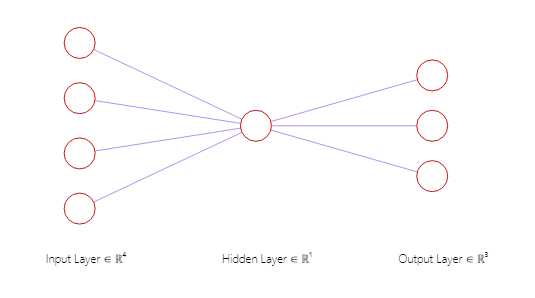 Input Layer ∈ ℝ⁴
Hidden Layer ∈ ℝ¹
Output Layer ∈ ℝ³